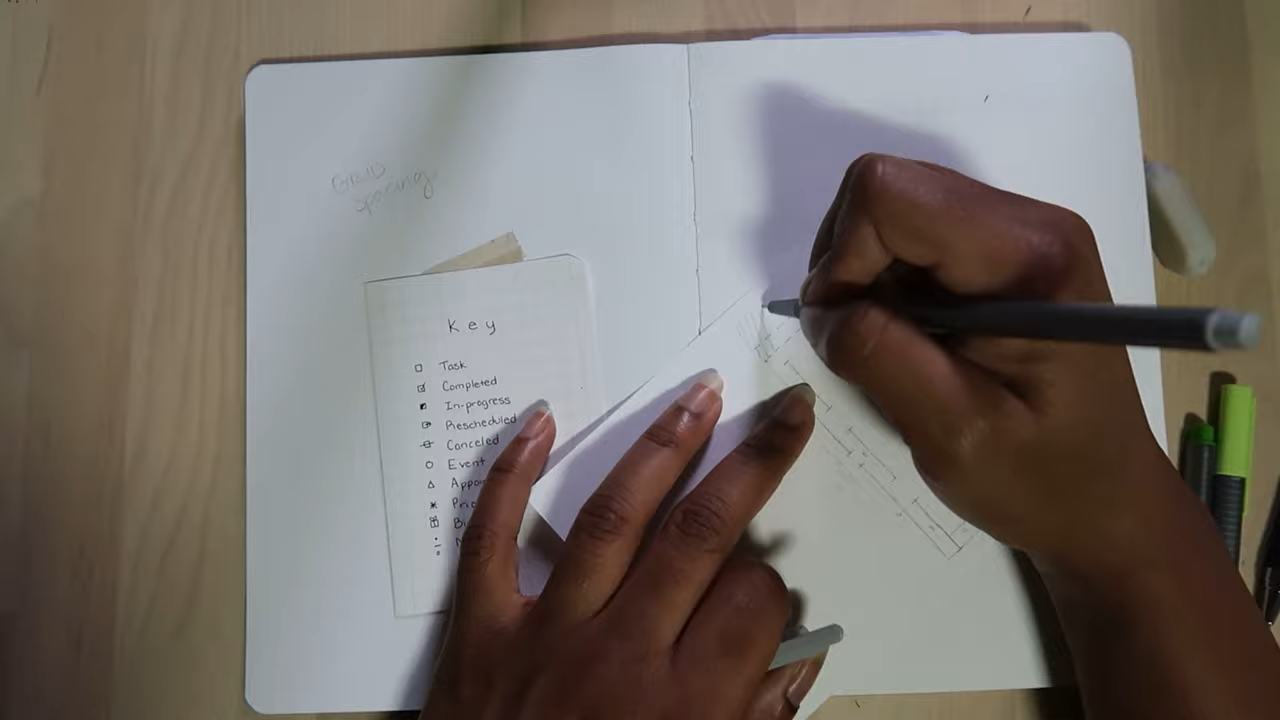 GRID
spacing
Key
Task
Completed
In-progress
Rescheduled
Canceled
Event